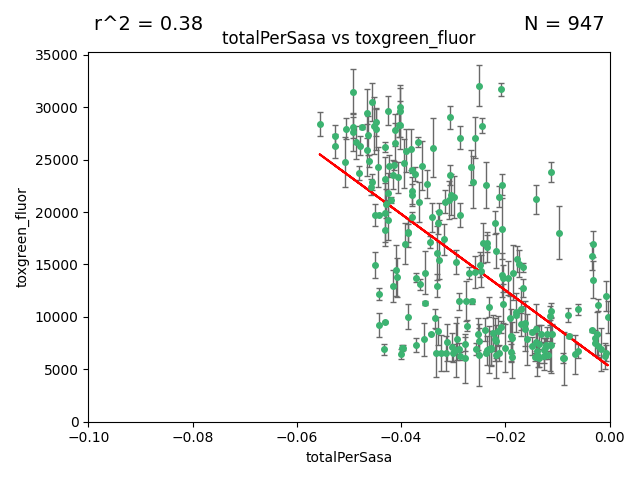 r^2 = 0.38 N = 947
totalPerSasa vs toxgreen_fluor
35000
30000
25000
20000
15000
10000
5000
0
toxgreen_fluor
−0.10 −0.08 −0.06 −0.04 −0.02 0.00
totalPerSasa